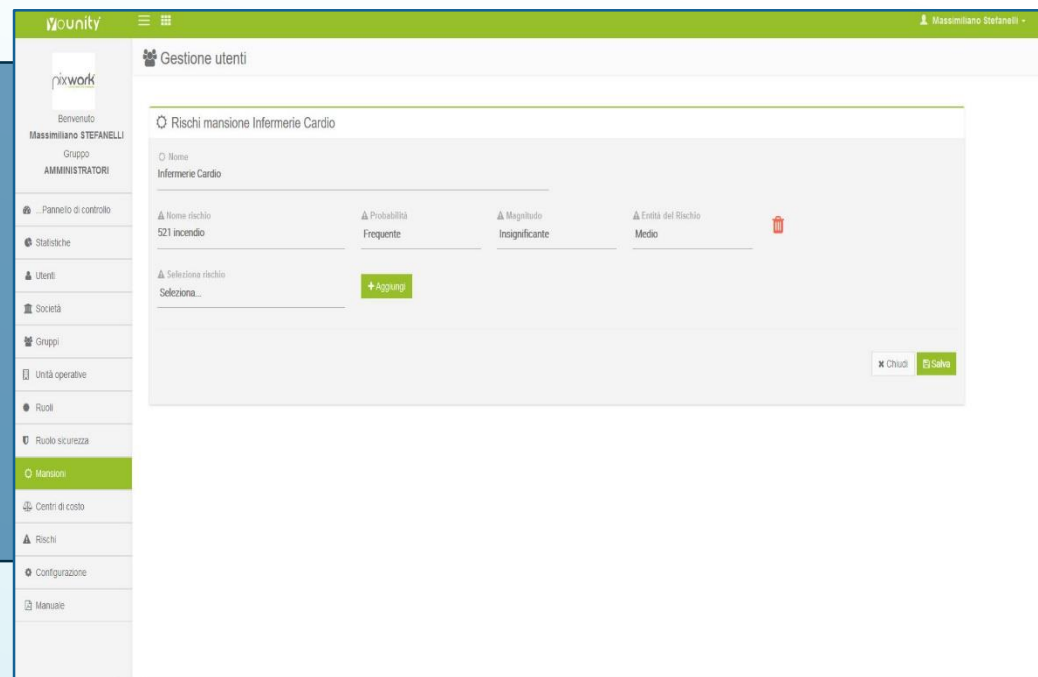 Younity
Massimiliano Stefanelli
pixwork
Benvenuto
Massimiliano STEFANELLI
Gruppo
AMMINISTRATORI
...Pannello di controllo
Statistiche
Utenti
Società
Gruppi
Unità operative
Ruoli
Ruolo sicurezza
Mansioni
Centri di costo
Rischi
Configurazione
Manuale
Gestione utenti
Rischi mansione Infermerie Cardio
Nome
Infermerie Cardio
Nome rischio Probabilità Magnitudo Entità del Rischio
521 incendio Frequente Insignificante Medio
Seleziona rischio
Seleziona...
+ Aggiungi
x Chiudi Salva